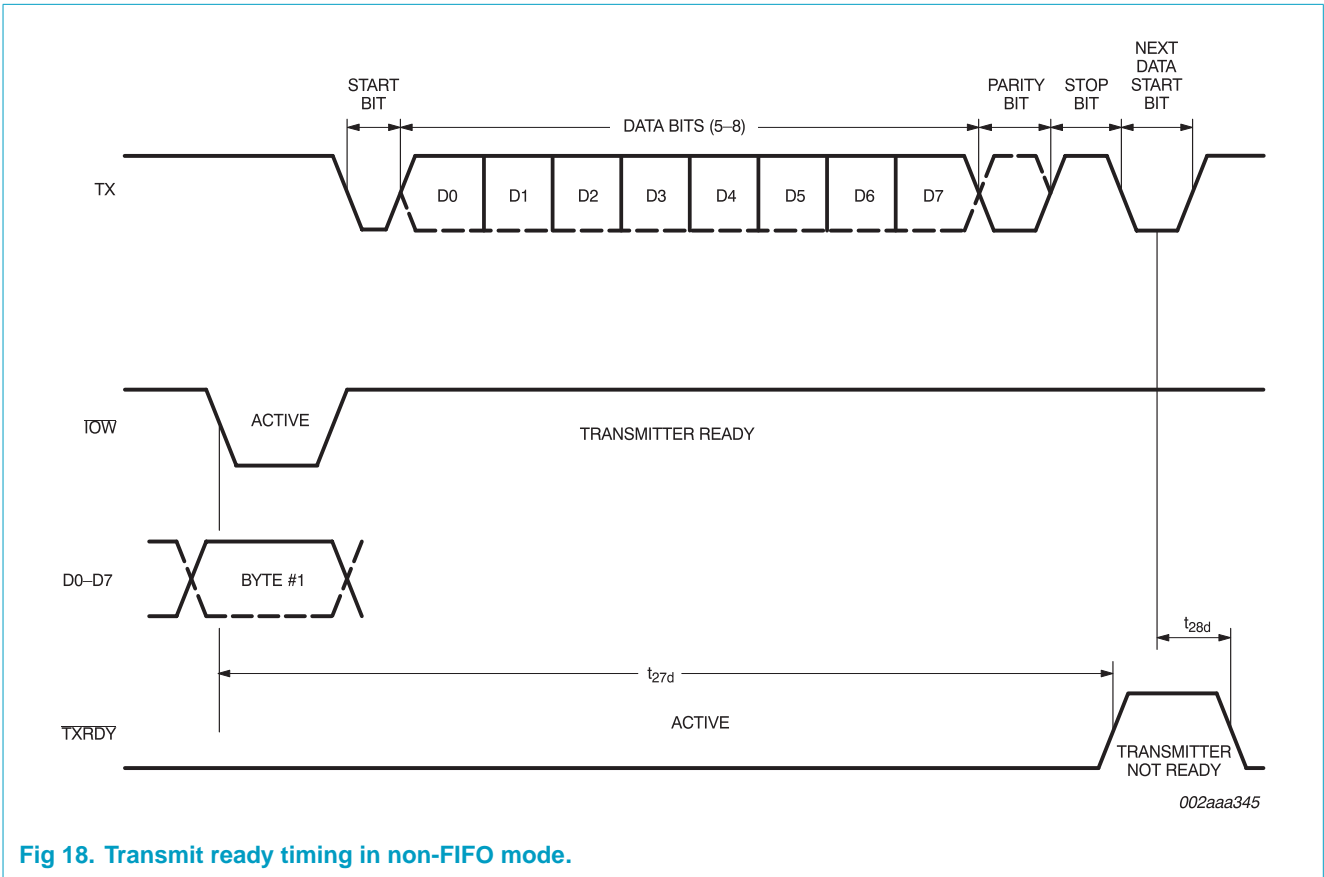 START
BIT
DATA BITS (5–8)
PARITY
BIT
STOP
BIT
NEXT
DATA
START
BIT
TX
D0
D1
D2
D3
D4
D5
D6
D7
IOW
ACTIVE
TRANSMITTER READY
D0–D7
BYTE #1
t28d
t27d
TXRDY
ACTIVE
TRANSMITTER
NOT READY
002aaa345
Fig 18. Transmit ready timing in non-FIFO mode.